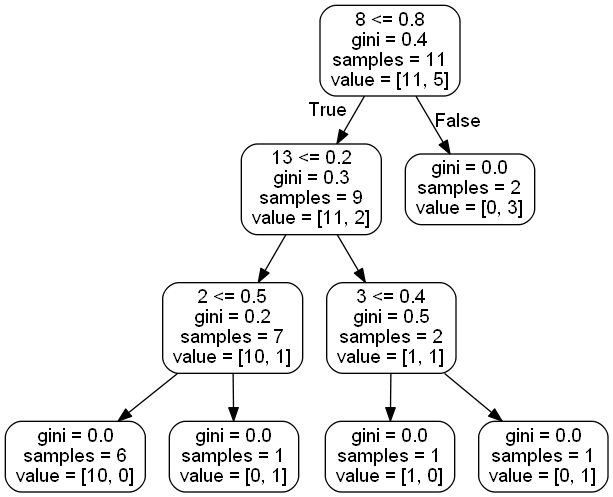 8 <= 0.8
gini = 0.4
samples = 11
value = [11, 5]
True
False
13 <= 0.2
gini = 0.3
samples = 9
value = [11, 2]
gini = 0.0
samples = 2
value = [0, 3]
2 <= 0.5
gini = 0.2
samples = 7
value = [10, 1]
3 <= 0.4
gini = 0.5
samples = 2
value = [1, 1]
gini = 0.0
samples = 6
value = [10, 0]
gini = 0.0
samples = 1
value = [0, 1]
gini = 0.0
samples = 1
value = [1, 0]
gini = 0.0
samples = 1
value = [0, 1]